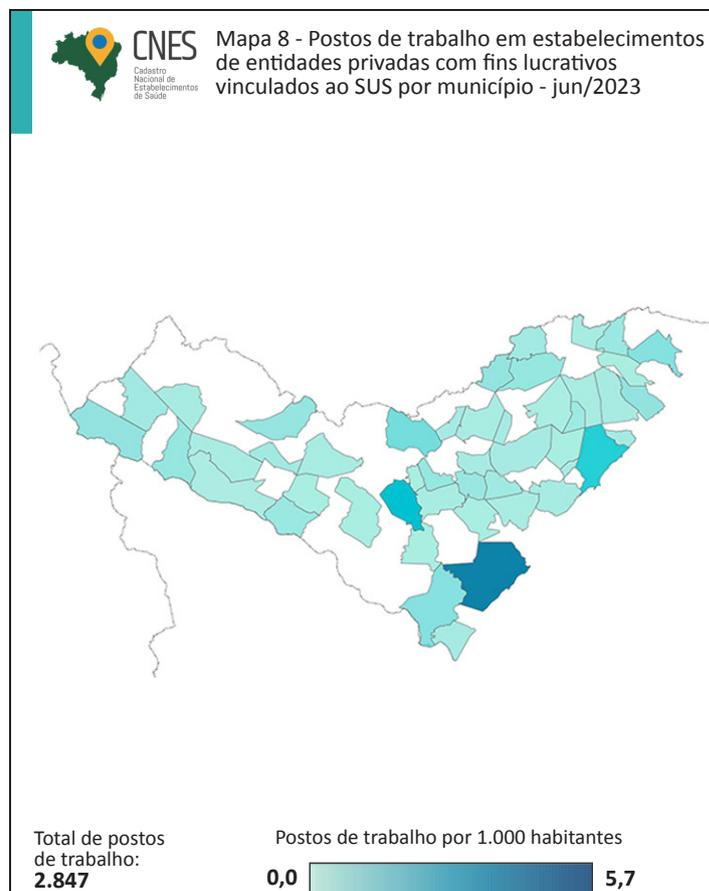 CNES
Cadastro
Nacional de
Estabelecimentos
de Saúde
Mapa 8 - Postos de trabalho em estabelecimentos
de entidades privadas com fins lucrativos
vinculados ao SUS por município - jun/2023
Total de postos
de trabalho:
2.847
Postos de trabalho por 1.000 habitantes
0,0
5,7